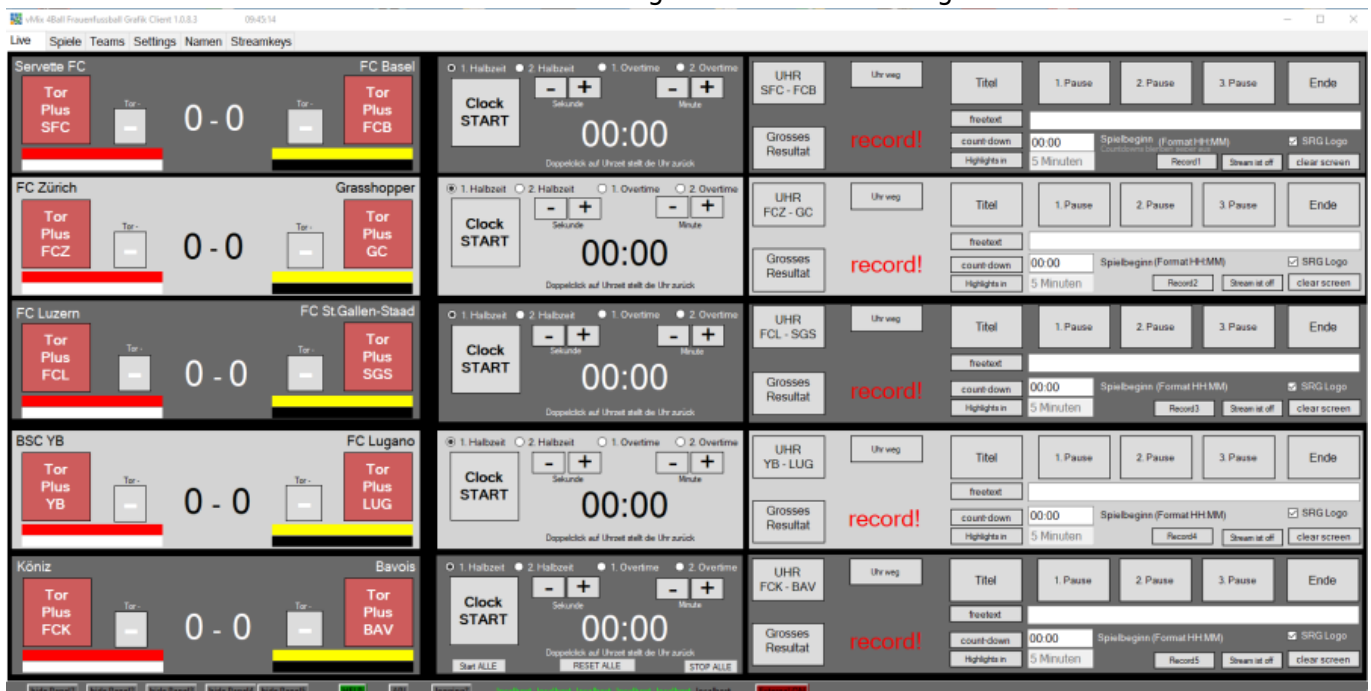 vMix 4Ball Frauenfussball Grafik Client 1.0.8.3 09:45:14
Live Spiele Teams Settings Namen Streamkeys
Servette FC FC Basel
Tor Plus SFC
Tor -
0 - 0
Tor -
Tor Plus FCB
1. Halbzeit 2. Halbzeit 1. Overtime 2. Overtime
Clock START
- + - +
Sekunde Minute
00:00
Doppelclick auf Uhrzeit stellt die Uhr zurück
UHR SFC - FCB
Uhr weg
Titel 1. Pause 2. Pause 3. Pause Ende
Grosses Resultat
record!
freetext
count-down 00:00 Spielbeginn (Format HH:MM) SRG Logo
Highlights in 5 Minuten Record1 Stream ist off clear screen
FC Zürich Grasshopper
Tor Plus FCZ
Tor -
0 - 0
Tor -
Tor Plus GC
1. Halbzeit 2. Halbzeit 1. Overtime 2. Overtime
Clock START
- + - +
Sekunde Minute
00:00
Doppelclick auf Uhrzeit stellt die Uhr zurück
UHR FCZ - GC
Uhr weg
Titel 1. Pause 2. Pause 3. Pause Ende
Grosses Resultat
record!
freetext
count-down 00:00 Spielbeginn (Format HH:MM) SRG Logo
Highlights in 5 Minuten Record2 Stream ist off clear screen
FC Luzern FC St.Gallen-Staad
Tor Plus FCL
Tor -
0 - 0
Tor -
Tor Plus SGS
1. Halbzeit 2. Halbzeit 1. Overtime 2. Overtime
Clock START
- + - +
Sekunde Minute
00:00
Doppelclick auf Uhrzeit stellt die Uhr zurück
UHR FCL - SGS
Uhr weg
Titel 1. Pause 2. Pause 3. Pause Ende
Grosses Resultat
record!
freetext
count-down 00:00 Spielbeginn (Format HH:MM) SRG Logo
Highlights in 5 Minuten Record3 Stream ist off clear screen
BSC YB FC Lugano
Tor Plus YB
Tor -
0 - 0
Tor -
Tor Plus LUG
1. Halbzeit 2. Halbzeit 1. Overtime 2. Overtime
Clock START
- + - +
Sekunde Minute
00:00
Doppelclick auf Uhrzeit stellt die Uhr zurück
UHR YB - LUG
Uhr weg
Titel 1. Pause 2. Pause 3. Pause Ende
Grosses Resultat
record!
freetext
count-down 00:00 Spielbeginn (Format HH:MM) SRG Logo
Highlights in 5 Minuten Record4 Stream ist off clear screen
Köniz Bavois
Tor Plus FCK
Tor -
0 - 0
Tor -
Tor Plus BAV
1. Halbzeit 2. Halbzeit 1. Overtime 2. Overtime
Clock START
- + - +
Sekunde Minute
00:00
Doppelclick auf Uhrzeit stellt die Uhr zurück
Start ALLE RESET ALLE STOP ALLE
UHR FCK - BAV
Uhr weg
Titel 1. Pause 2. Pause 3. Pause Ende
Grosses Resultat
record!
freetext
count-down 00:00 Spielbeginn (Format HH:MM) SRG Logo
Highlights in 5 Minuten Record5 Stream ist off clear screen